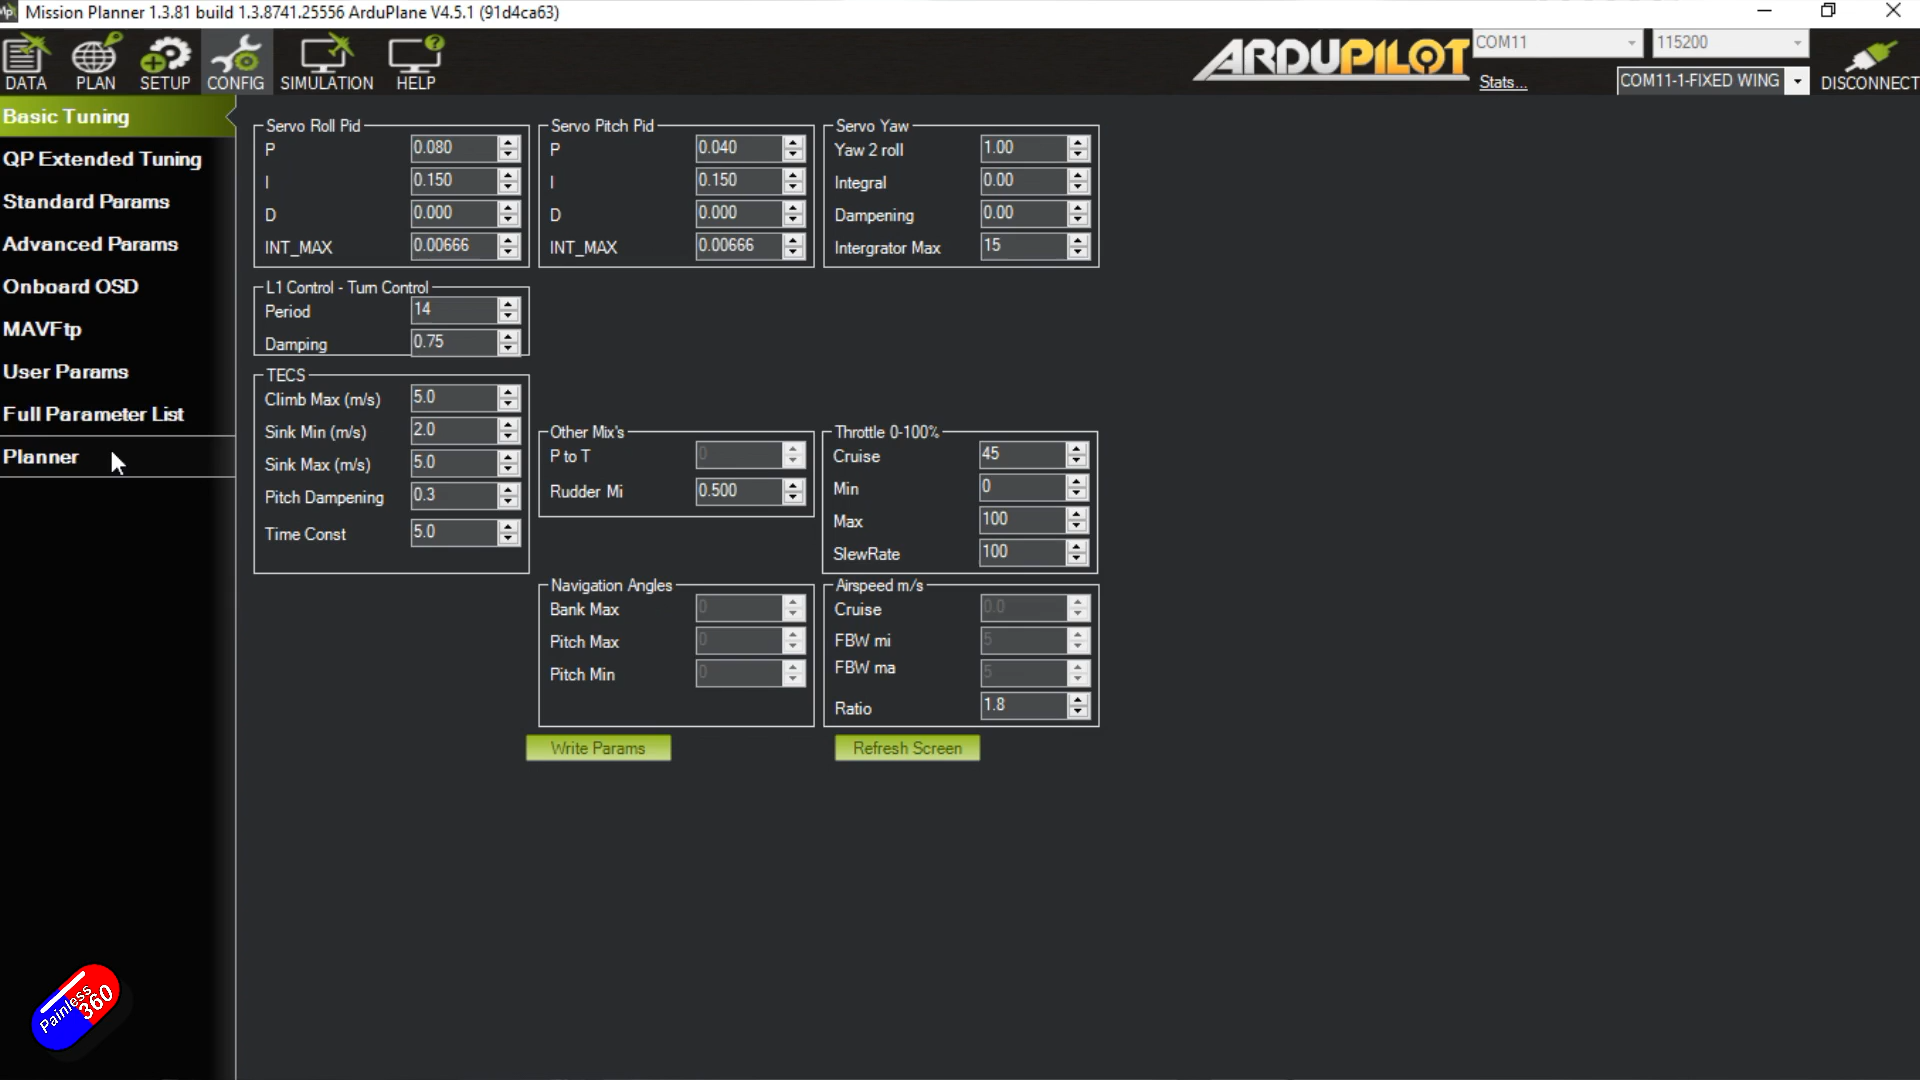 Mission Planner 1.3.81 build 1.3.8741.25556 ArduPlane V4.5.1 (91d4ca63)
DATA PLAN SETUP CONFIG SIMULATION HELP
ARDUPILOT
COM11 115200
Stats... COM11-1-FIXED WING DISCONNECT
Basic Tuning
QP Extended Tuning
Standard Params
Advanced Params
Onboard OSD
MAVFtp
User Params
Full Parameter List
Planner
Servo Roll Pid
P 0.080
I 0.150
D 0.000
INT_MAX 0.00666
Servo Pitch Pid
P 0.040
I 0.150
D 0.000
INT_MAX 0.00666
Servo Yaw
Yaw 2 roll 1.00
Integral 0.00
Dampening 0.00
Intergrator Max 15
L1 Control - Turn Control
Period 14
Damping 0.75
TECS
Climb Max (m/s) 5.0
Sink Min (m/s) 2.0
Sink Max (m/s) 5.0
Pitch Dampening 0.3
Time Const 5.0
Other Mix's
P to T 0
Rudder Mi 0.500
Throttle 0-100%
Cruise 45
Min 0
Max 100
SlewRate 100
Navigation Angles
Bank Max 0
Pitch Max 0
Pitch Min 0
Airspeed m/s
Cruise 0.0
FBW mi 5
FBW ma 5
Ratio 1.8
Write Params Refresh Screen
Painless
360